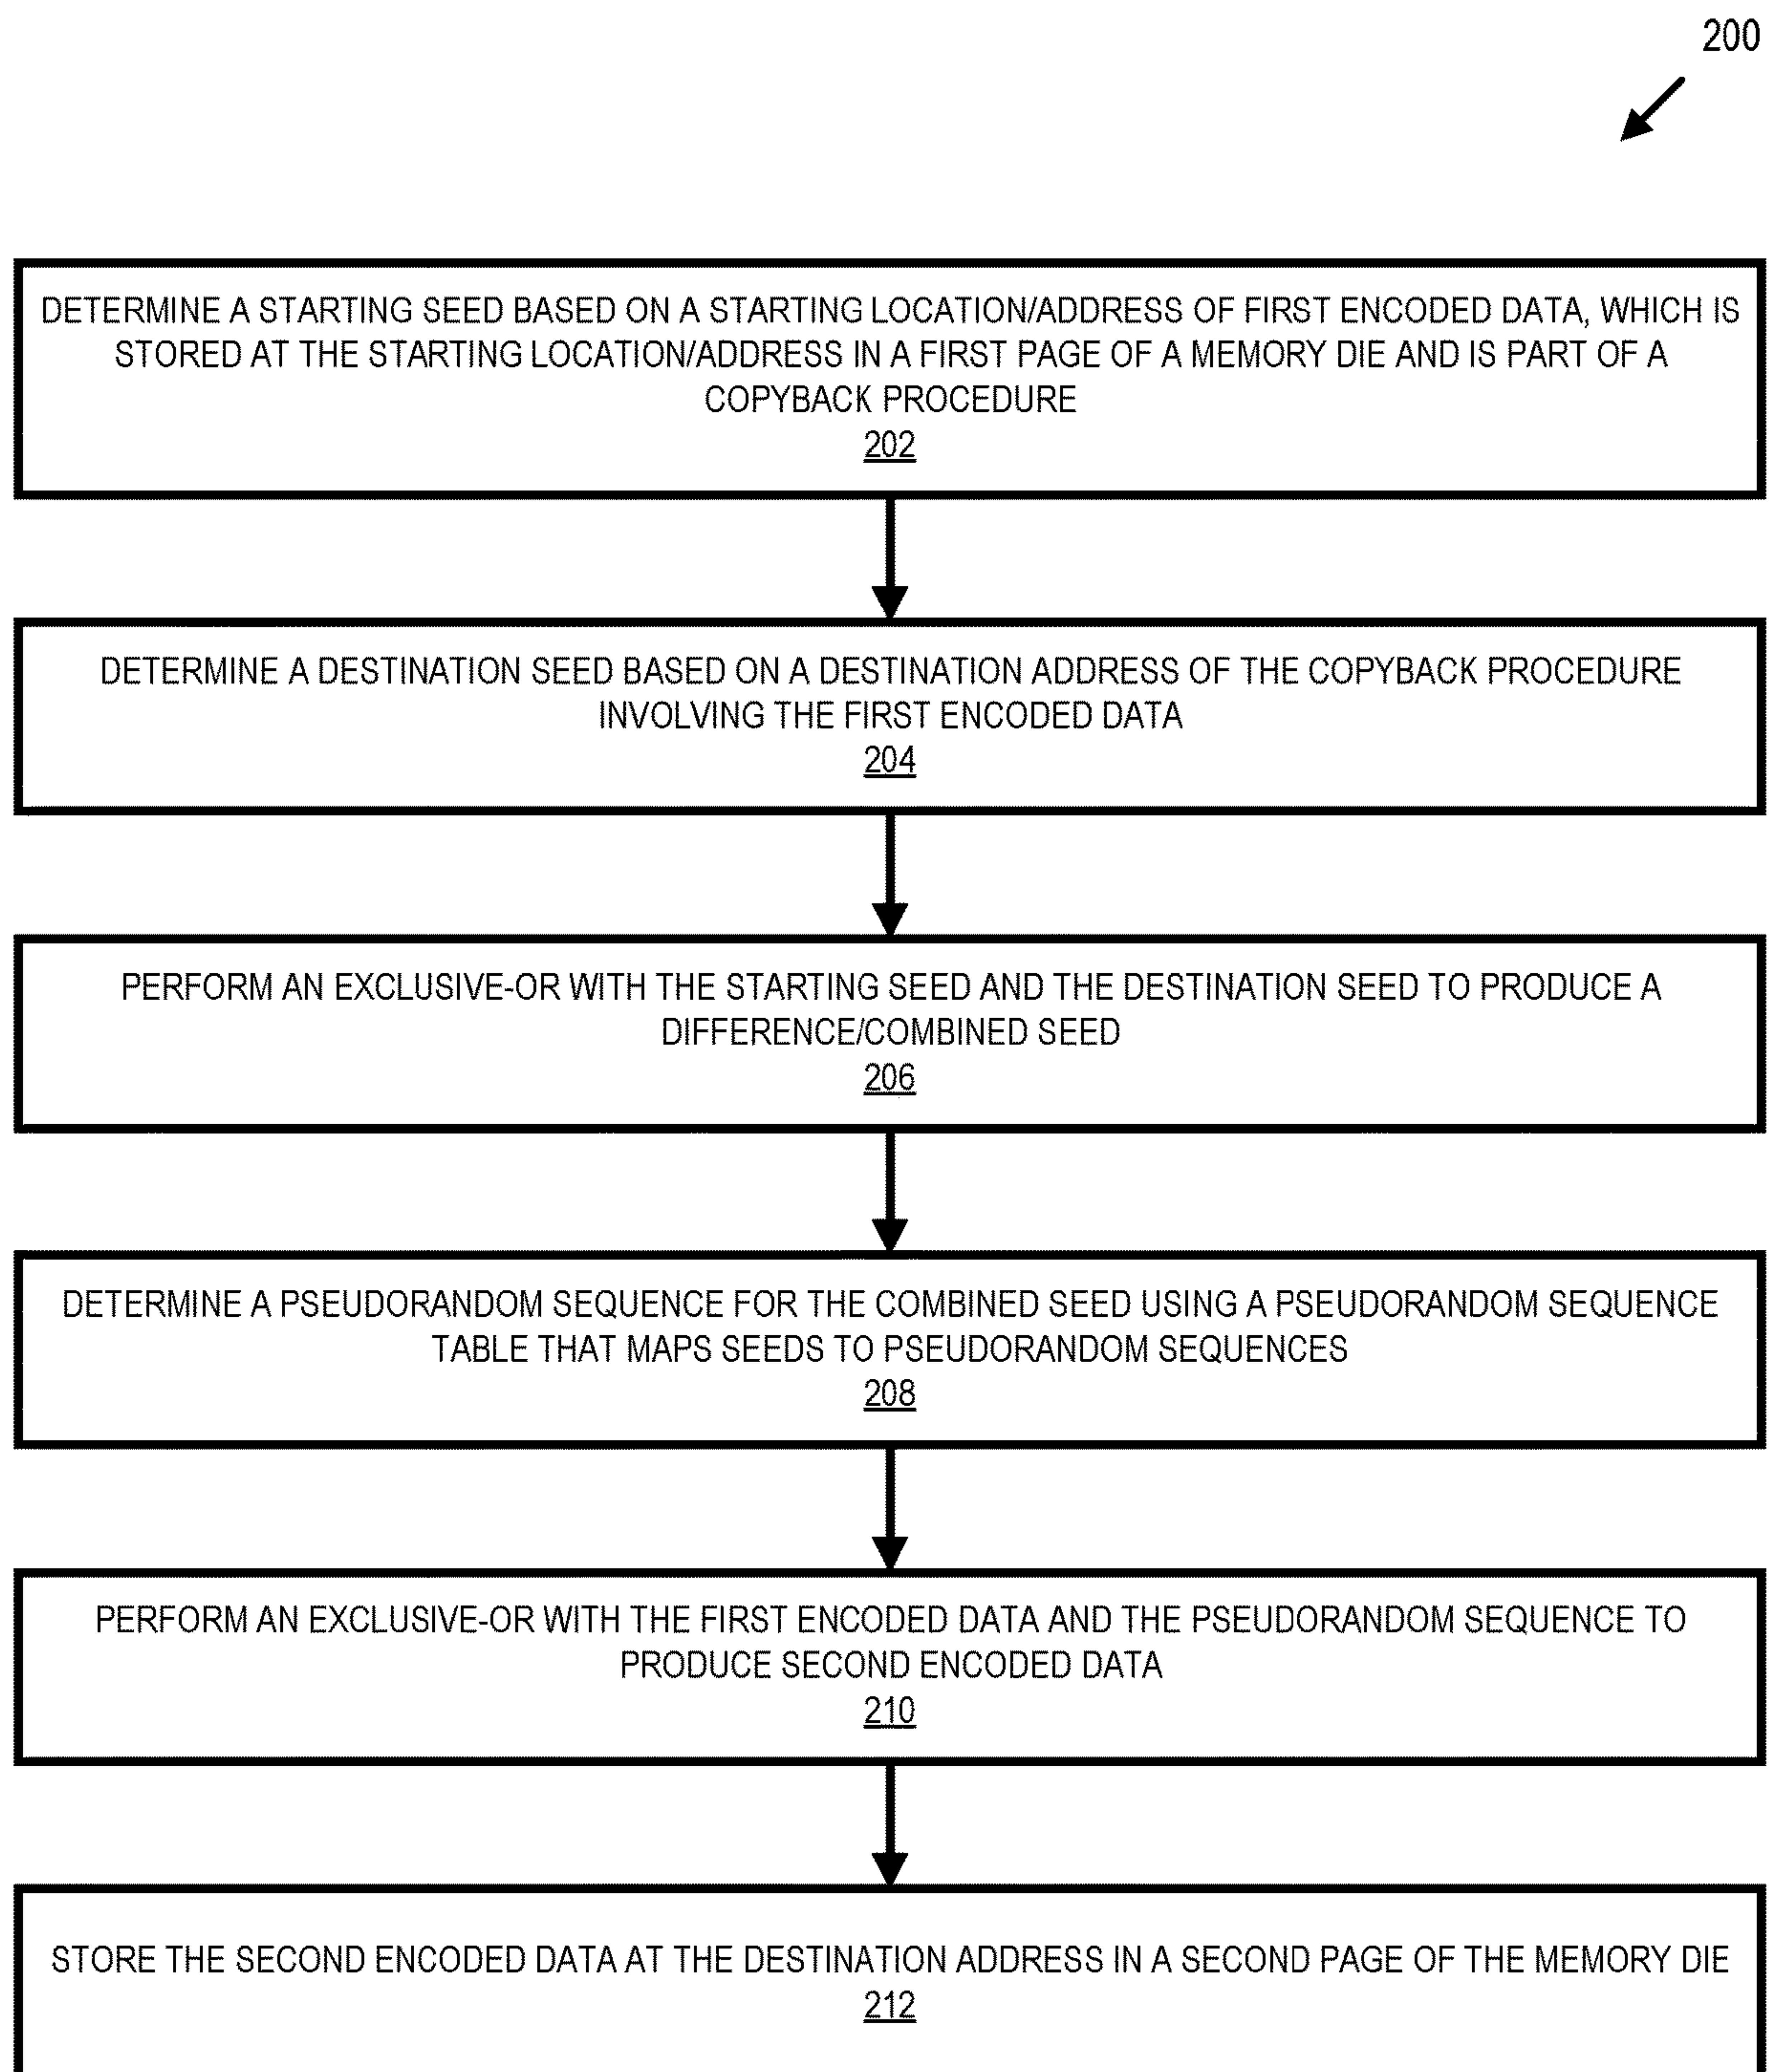 200
DETERMINE A STARTING SEED BASED ON A STARTING LOCATION/ADDRESS OF FIRST ENCODED DATA, WHICH IS
STORED AT THE STARTING LOCATION/ADDRESS IN A FIRST PAGE OF A MEMORY DIE AND IS PART OF A
COPYBACK PROCEDURE
202
DETERMINE A DESTINATION SEED BASED ON A DESTINATION ADDRESS OF THE COPYBACK PROCEDURE
INVOLVING THE FIRST ENCODED DATA
204
PERFORM AN EXCLUSIVE-OR WITH THE STARTING SEED AND THE DESTINATION SEED TO PRODUCE A
DIFFERENCE/COMBINED SEED
206
DETERMINE A PSEUDORANDOM SEQUENCE FOR THE COMBINED SEED USING A PSEUDORANDOM SEQUENCE
TABLE THAT MAPS SEEDS TO PSEUDORANDOM SEQUENCES
208
PERFORM AN EXCLUSIVE-OR WITH THE FIRST ENCODED DATA AND THE PSEUDORANDOM SEQUENCE TO
PRODUCE SECOND ENCODED DATA
210
STORE THE SECOND ENCODED DATA AT THE DESTINATION ADDRESS IN A SECOND PAGE OF THE MEMORY DIE
212